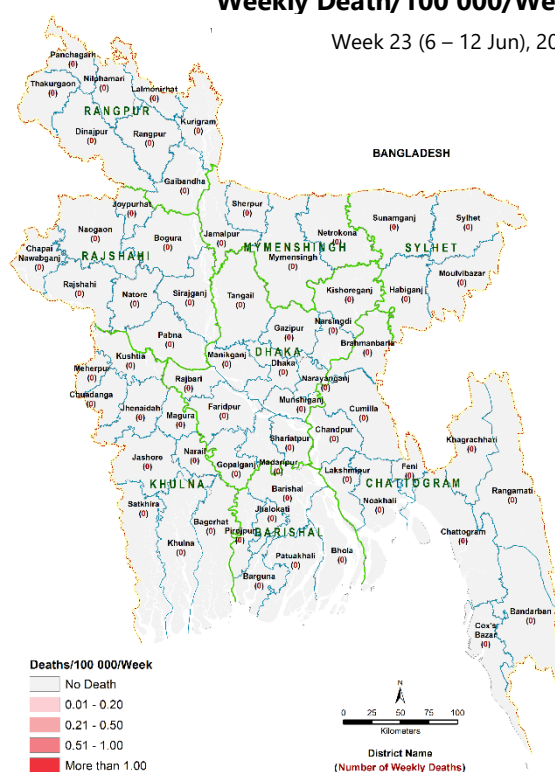 Weekly Death/100 000/We
Week 23 (6 – 12 Jun), 20
BANGLADESH
Panchagarh
(0)
Thakurgaon
(0)
Nilphamari
(0)
Lalmonirhat
(0)
RANGPUR
Dinajpur
(0)
Rangpur
(0)
Kurigram
(0)
Gaibandha
(0)
Joypurhat
(0)
Naogaon
(0)
Bogura
(0)
Chapai
Nawabganj
(0)
RAJSHAHI
Rajshahi
(0)
Natore
(0)
Sirajganj
(0)
Pabna
(0)
Sherpur
(0)
Jamalpur
(0)
Netrokona
(0)
MYMENSINGH
Mymensingh
(0)
Sunamganj
(0)
Sylhet
(0)
SYLHET
Moulvibazar
(0)
Habiganj
(0)
Tangail
(0)
Kishoreganj
(0)
Gazipur
(0)
Narsingdi
(0)
Brahmanbaria
(0)
Manikganj
(0)
DHAKA
Dhaka
(0)
Narayanganj
(0)
Munshiganj
(0)
Kushtia
(0)
Meherpur
(0)
Chuadanga
(0)
Rajbari
(0)
Faridpur
(0)
Jhenaidah
(0)
Magura
(0)
Cumilla
(0)
Chandpur
(0)
Shariatpur
(0)
Madaripur
(0)
Gopalganj
(0)
Narail
(0)
Jashore
(0)
KHULNA
Satkhira
(0)
Khulna
(0)
Bagerhat
(0)
Pirojpur
(0)
Barishal
(0)
Jhalokati
(0)
BARISHAL
Patuakhali
(0)
Bhola
(0)
Barguna
(0)
Lakshmipur
(0)
Feni
(0)
Noakhali
(0)
CHATTOGRAM
Khagrachhari
(0)
Rangamati
(0)
Chattogram
(0)
Bandarban
(0)
Cox's
Bazar
(0)
Deaths/100 000/Week
No Death
0.01 - 0.20
0.21 - 0.50
0.51 - 1.00
More than 1.00
N
0 25 50 75 100
Kilometers
District Name
(Number of Weekly Deaths)